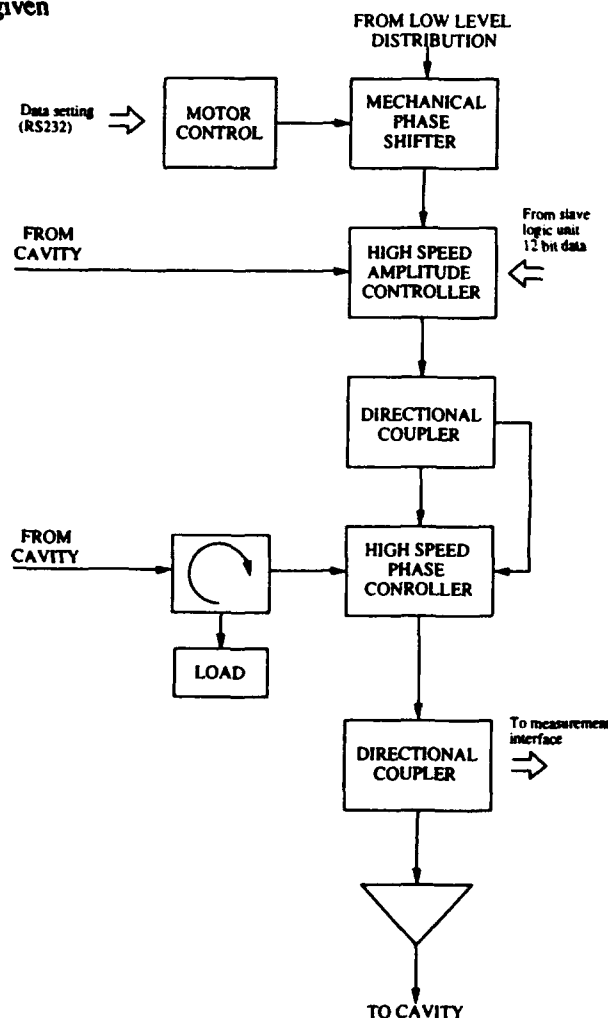 given
FROM LOW LEVEL
DISTRIBUTION
Data setting
(RS232)
MOTOR
CONTROL
MECHANICAL
PHASE
SHIFTER
FROM
CAVITY
HIGH SPEED
AMPLITUDE
CONTROLLER
From slave
logic unit
12 bit data
DIRECTIONAL
COUPLER
FROM
CAVITY
HIGH SPEED
PHASE
CONROLLER
LOAD
DIRECTIONAL
COUPLER
To measuremen
interface
TO CAVITY